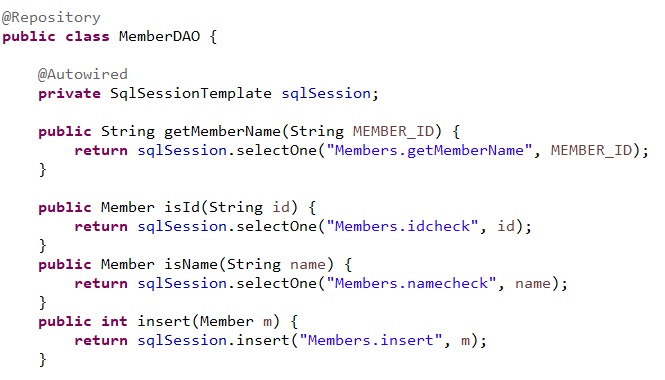 @Repository
public class MemberDAO {
@Autowired
private SqlSessionTemplate sqlSession;
public String getMemberName(String MEMBER_ID) {
return sqlSession.selectOne("Members.getMemberName", MEMBER_ID);
}
public Member isId(String id) {
return sqlSession.selectOne("Members.idcheck", id);
}
public Member isName(String name) {
return sqlSession.selectOne("Members.namecheck", name);
}
public int insert(Member m) {
return sqlSession.insert("Members.insert", m);
}